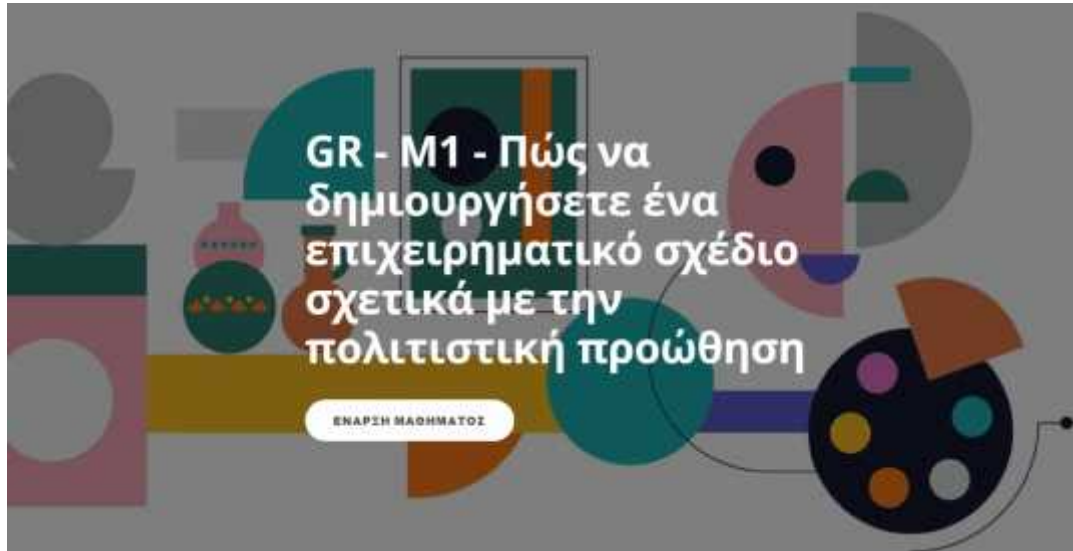 GR - M1 - Πώς να
δημιουργήσετε ένα
επιχειρηματικό σχέδιο
σχετικά με την
πολιτιστική προώθηση
ΕΝΑΡΞΗ ΜΑΘΗΜΑΤΟΣ